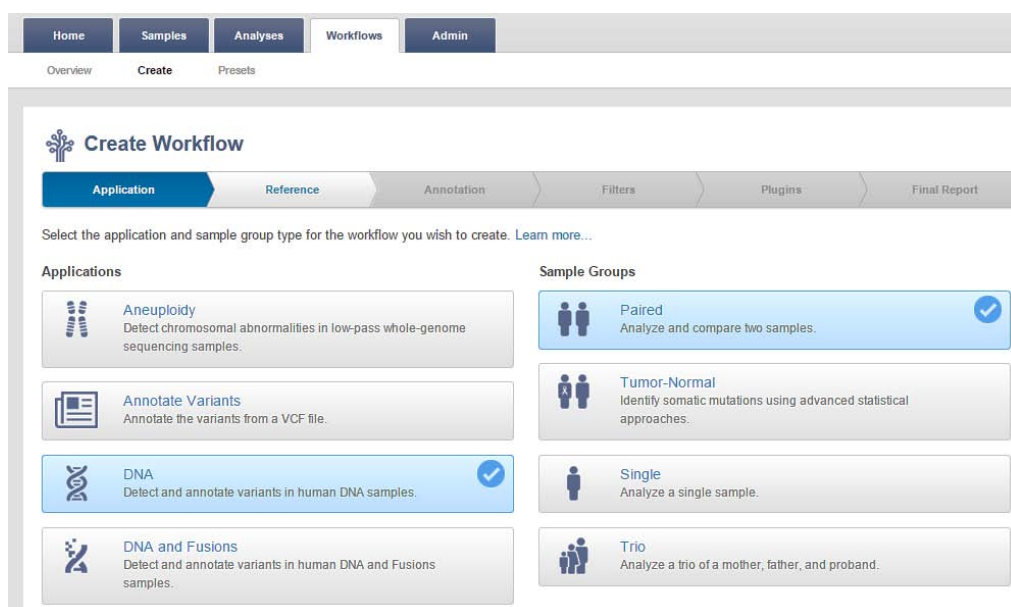 Home Samples Analyses Workflows Admin
Overview Create Presets
Create Workflow
Application Reference Annotation Filters Plugins Final Report
Select the application and sample group type for the workflow you wish to create. Learn more...
Applications
Aneuploidy
Detect chromosomal abnormalities in low-pass whole-genome
sequencing samples.
Annotate Variants
Annotate the variants from a VCF file.
DNA
Detect and annotate variants in human DNA samples.
DNA and Fusions
Detect and annotate variants in human DNA and Fusions
samples.
Sample Groups
Paired
Analyze and compare two samples.
Tumor-Normal
Identify somatic mutations using advanced statistical
approaches.
Single
Analyze a single sample.
Trio
Analyze a trio of a mother, father, and proband.